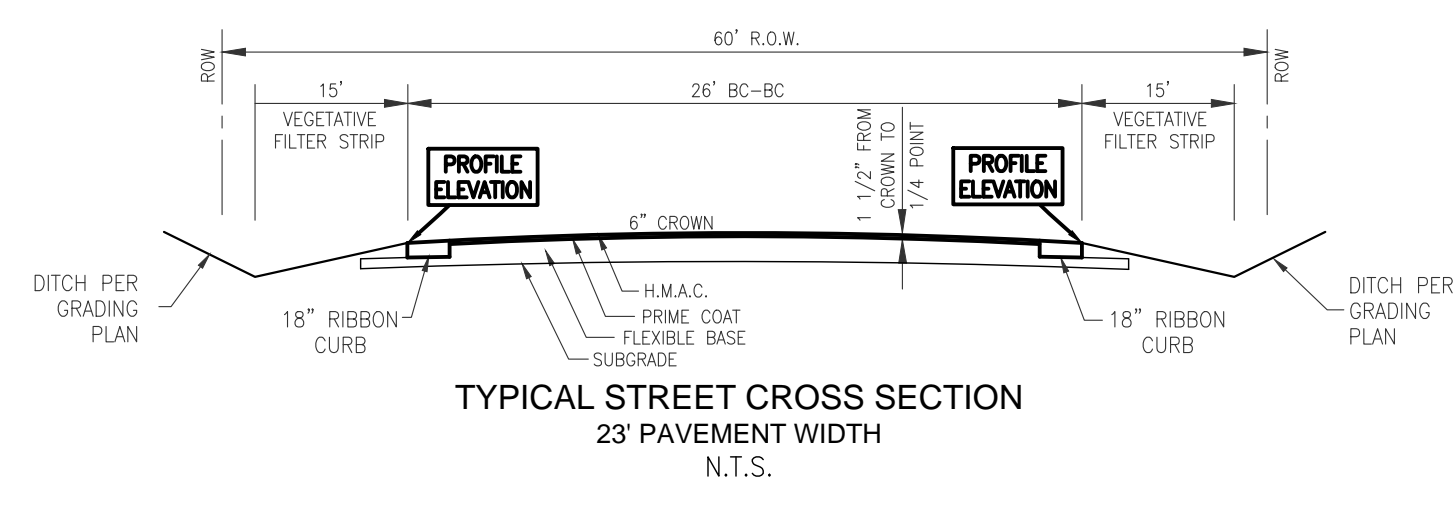 60' R.O.W.
ROW
ROW
15'
26' BC-BC
15'
VEGETATIVE
FILTER STRIP
VEGETATIVE
FILTER STRIP
1 1/2" FROM
CROWN TO
1/4 POINT
PROFILE
ELEVATION
PROFILE
ELEVATION
6" CROWN
DITCH PER
GRADING
PLAN
DITCH PER
GRADING
PLAN
18" RIBBON
CURB
H.M.A.C.
PRIME COAT
FLEXIBLE BASE
SUBGRADE
18" RIBBON
CURB
TYPICAL STREET CROSS SECTION
23' PAVEMENT WIDTH
N.T.S.